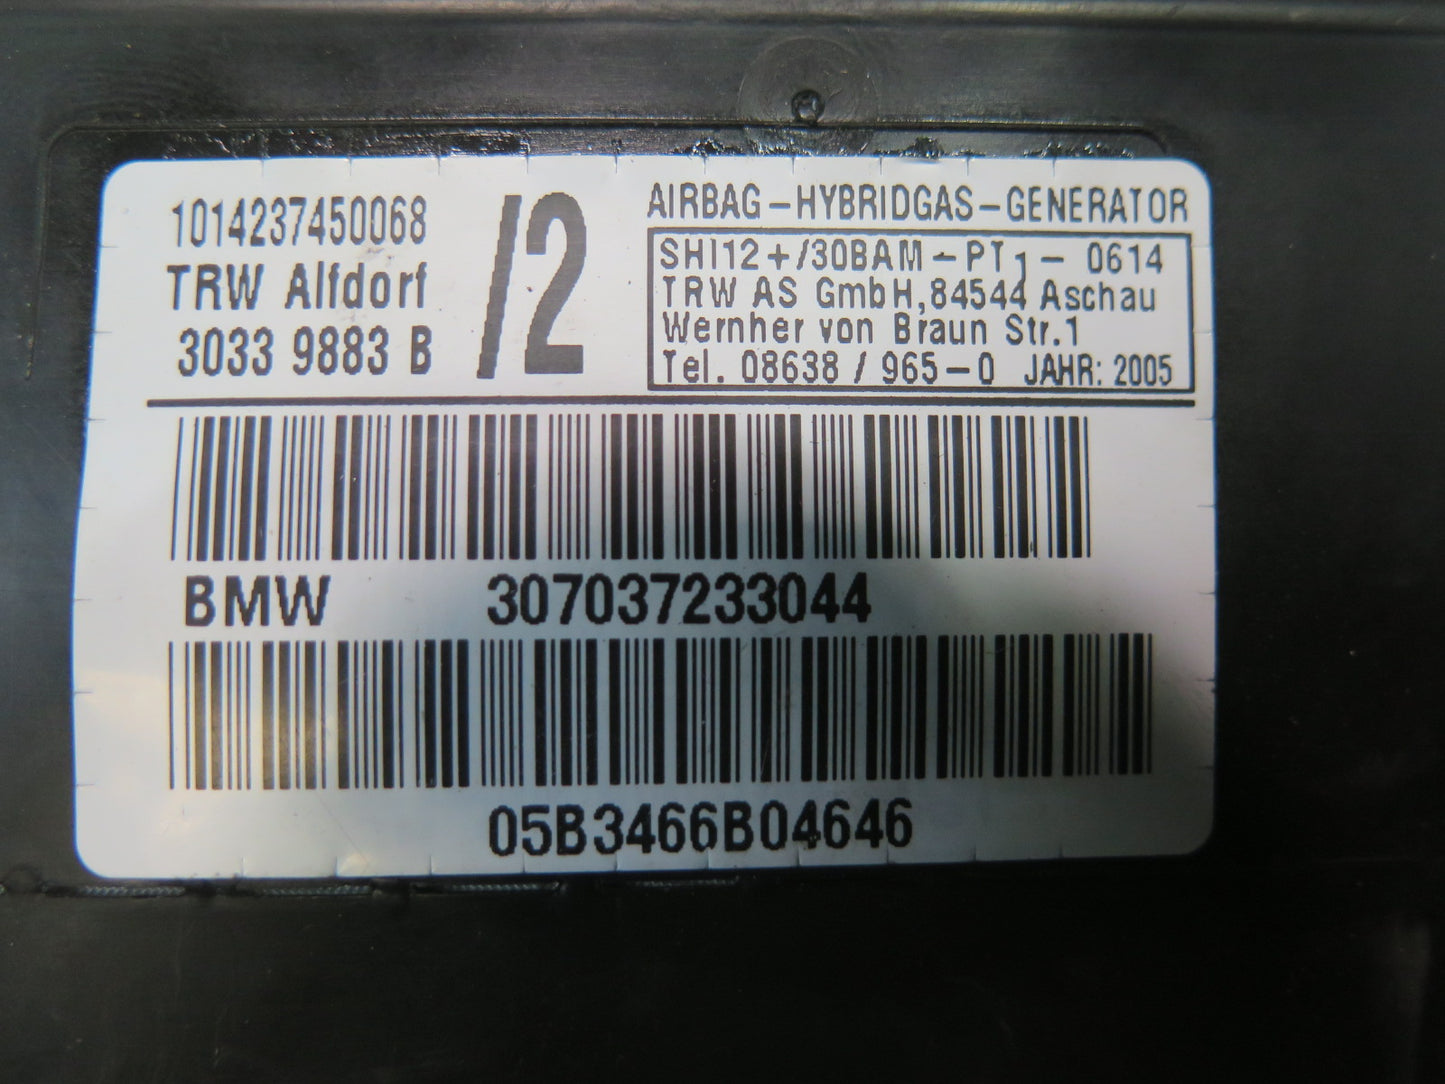 1014237450068
TRW Alfdorf
3033 9883 B
/2
AIRBAG-HYBRIDGAS-GENERATOR
SHI12+/30BAM-PT1-0614
TRW AS GmbH,84544 Aschau
Wernher von Braun Str.1
Tel. 08638 / 965-0 JAHR: 2005
BMW 307037233044
05B3466B04646